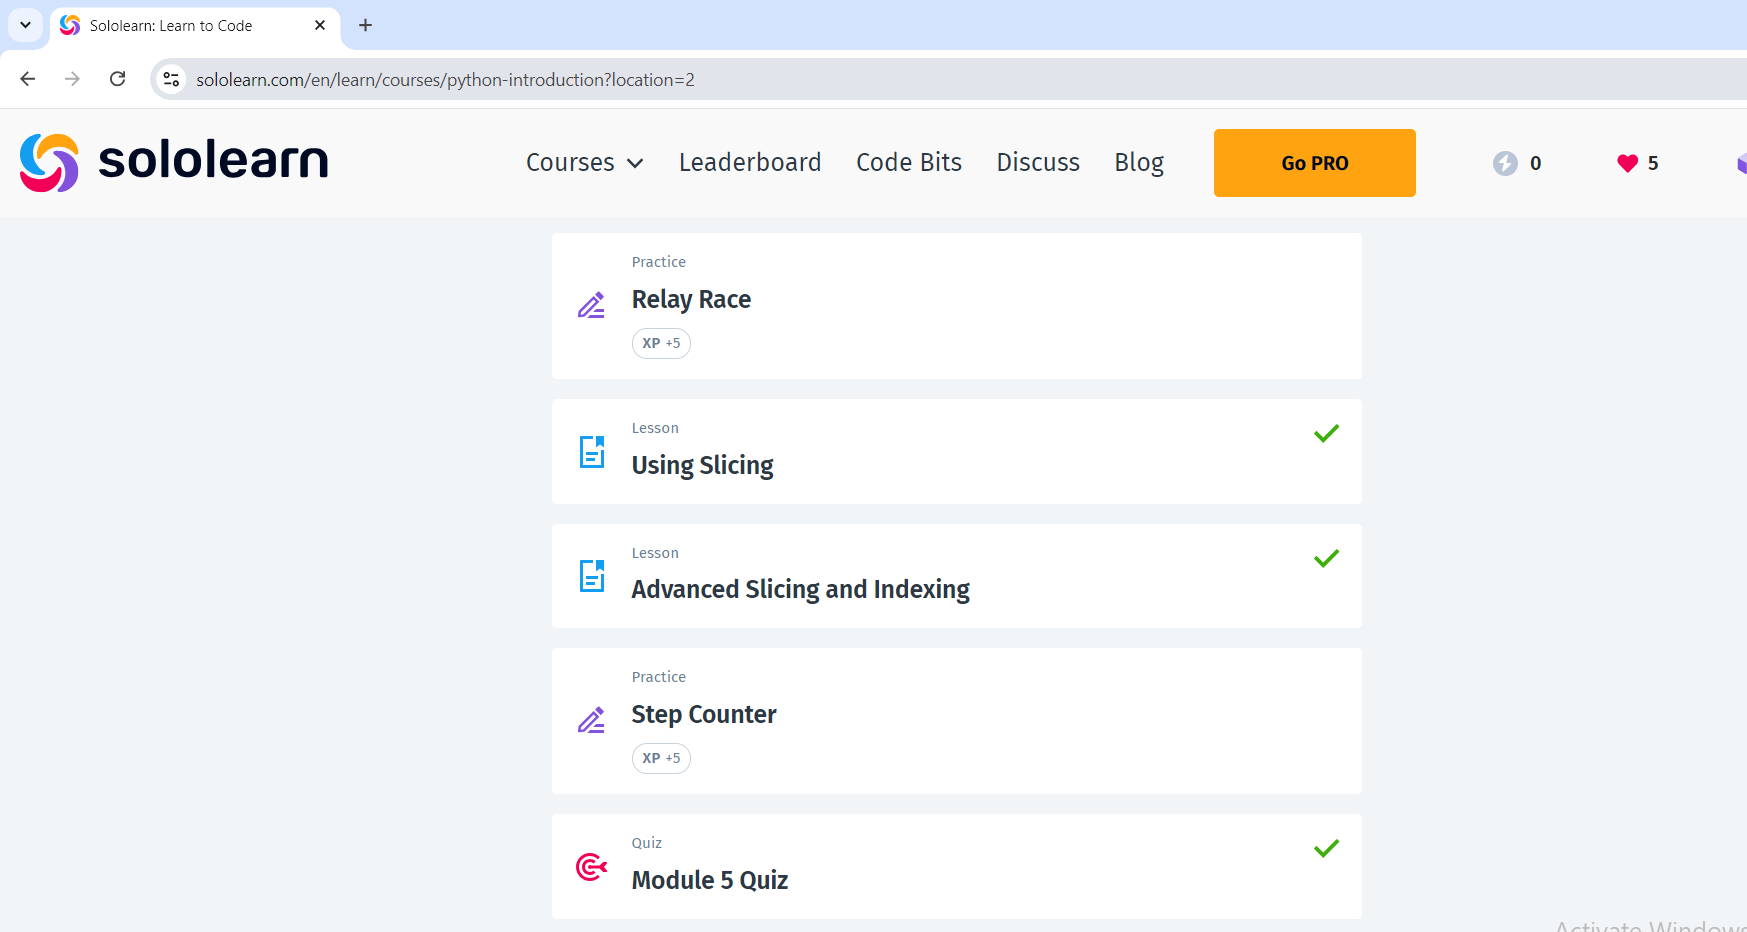 Sololearn: Learn to Code
sololearn.com/en/learn/courses/python-introduction?location=2
sololearn
Courses Leaderboard Code Bits Discuss Blog Go PRO 0 5
Practice
Relay Race
XP +5
Lesson
Using Slicing
Lesson
Advanced Slicing and Indexing
Practice
Step Counter
XP +5
Quiz
Module 5 Quiz
Activate Windows